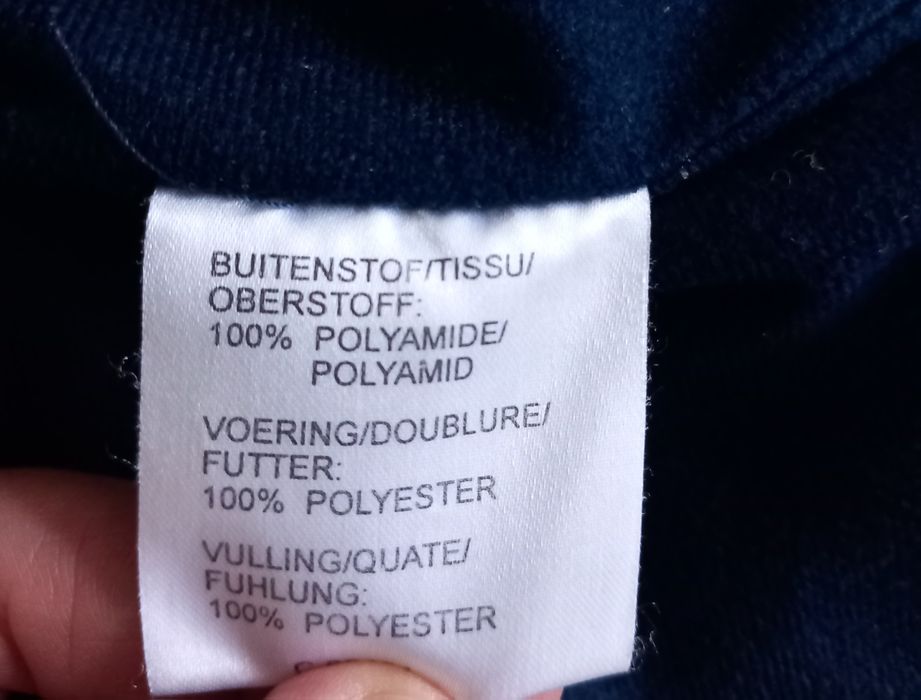 BUITENSTOF/TISSU/
OBERSTOFF:
100% POLYAMIDE/
POLYAMID
VOERING/DOUBLURE/
FUTTER:
100% POLYESTER
VULLING/QUATE/
FUHLUNG:
100% POLYESTER